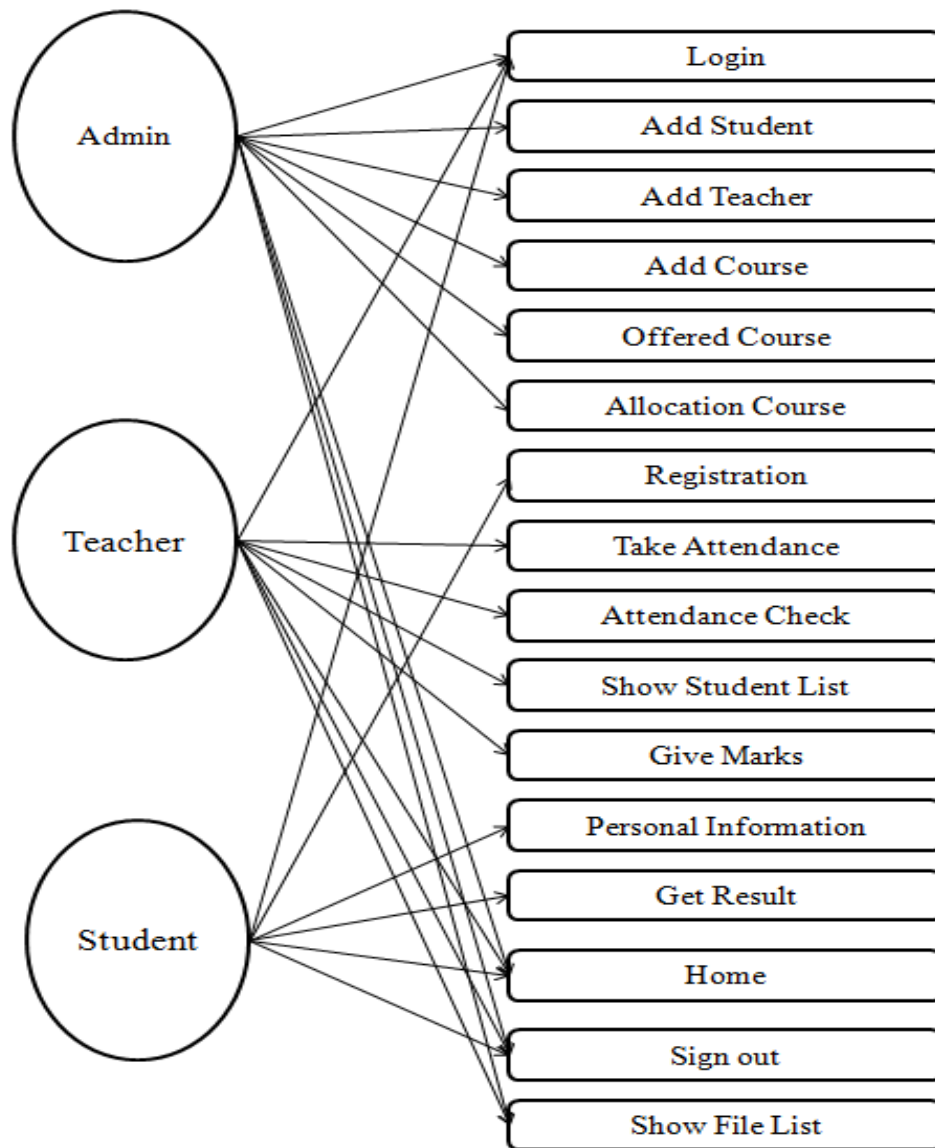 Admin
Teacher
Student
Login
Add Student
Add Teacher
Add Course
Offered Course
Allocation Course
Registration
Take Attendance
Attendance Check
Show Student List
Give Marks
Personal Information
Get Result
Home
Sign out
Show File List